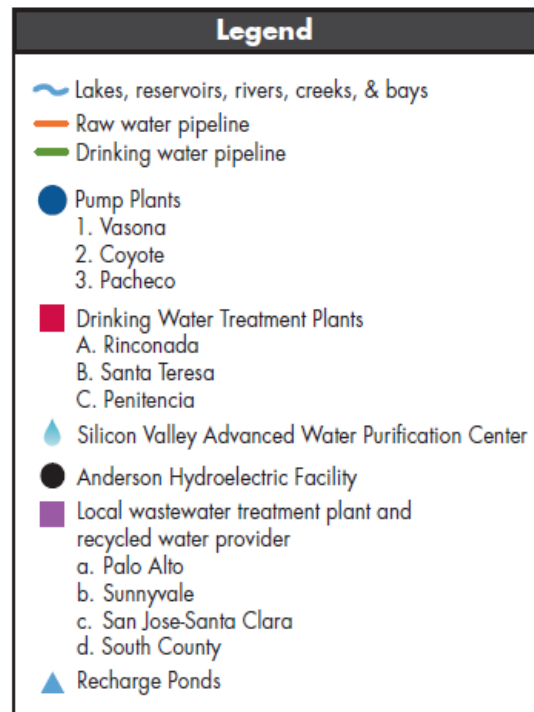 Legend
Lakes, reservoirs, rivers, creeks, & bays
Raw water pipeline
Drinking water pipeline
Pump Plants
1. Vasona
2. Coyote
3. Pacheco
Drinking Water Treatment Plants
A. Rinconada
B. Santa Teresa
C. Penitencia
Silicon Valley Advanced Water Purification Center
Anderson Hydroelectric Facility
Local wastewater treatment plant and
recycled water provider
a. Palo Alto
b. Sunnyvale
c. San Jose-Santa Clara
d. South County
Recharge Ponds